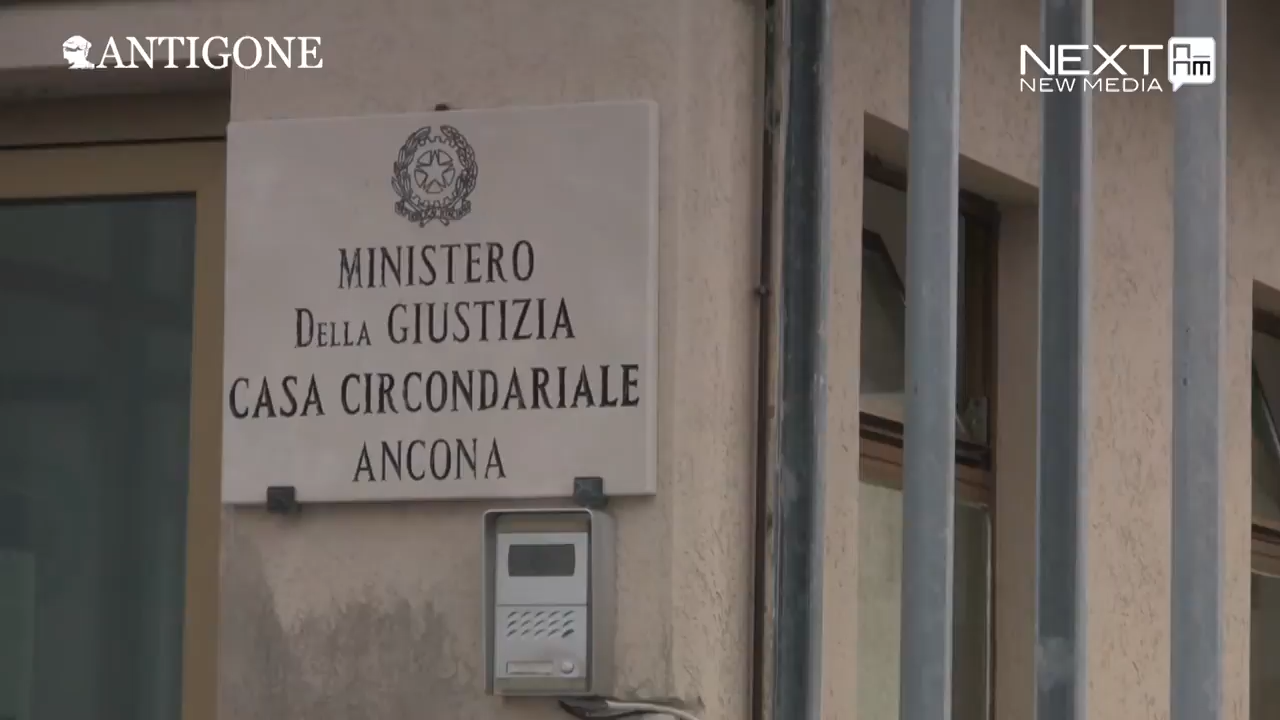 ANTIGONE
NEXT
NEW MEDIA
MINISTERO
DELLA GIUSTIZIA
CASA CIRCONDARIALE
ANCONA